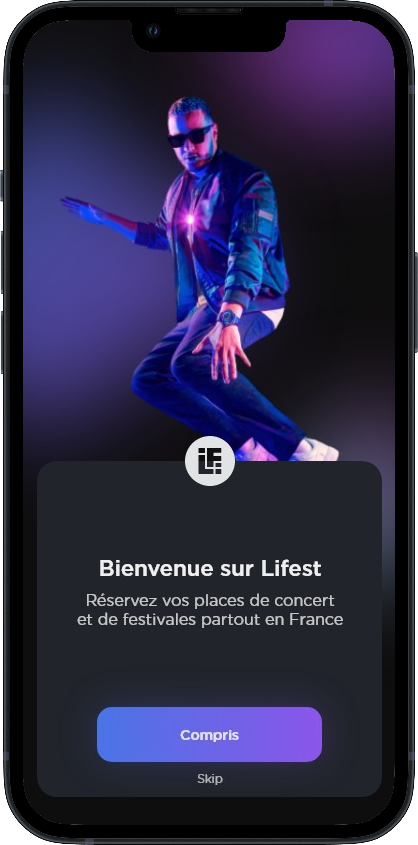 Bienvenue sur Lifest
Réservez vos places de concert
et de festivales partout en France
Compris
Skip